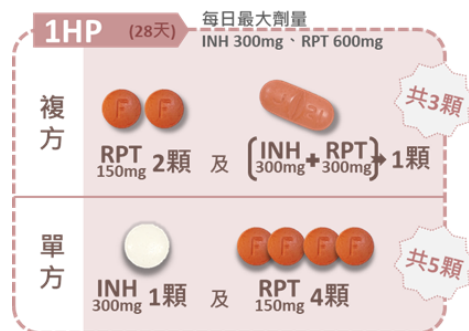 1HP (28天)
每日最大劑量
INH 300mg、RPT 600mg
複方
F F
共3顆
RPT 150mg 2顆 及 (INH 300mg + RPT 300mg) 1顆
單方
F F F F
共5顆
INH 300mg 1顆 及 RPT 150mg 4顆